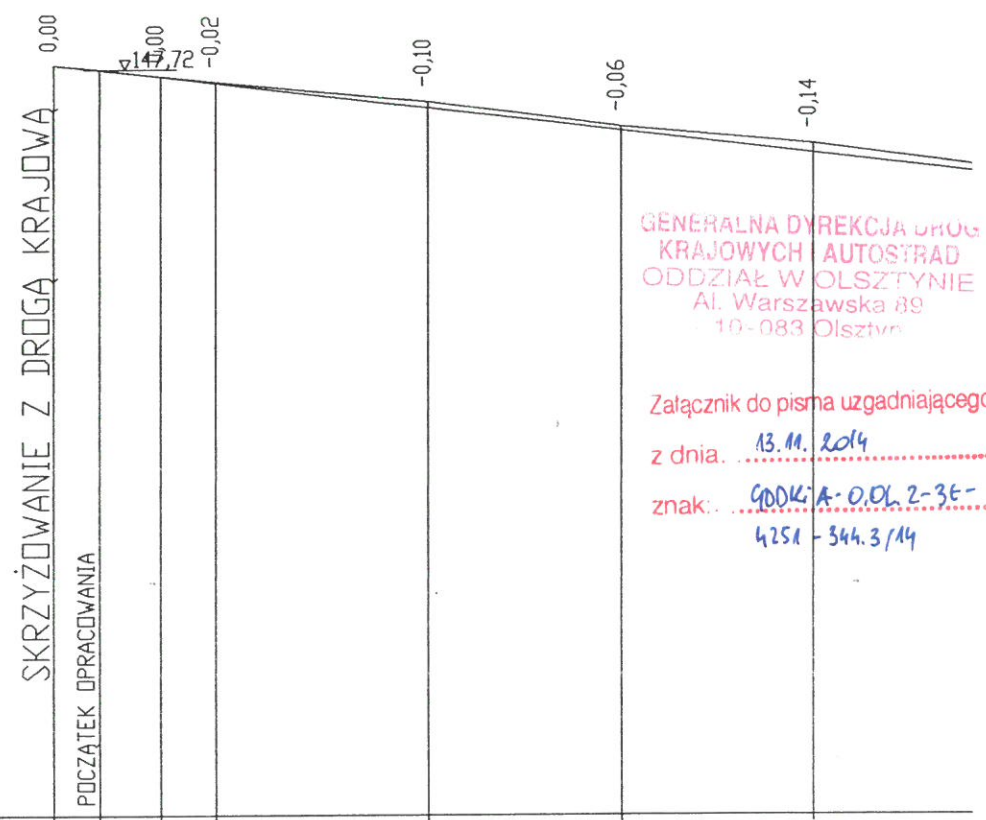 0,00
0,00
-0,02
-0,10
-0,06
-0,14
147,72
SKRZYŻOWANIE Z DROGĄ KRAJOWĄ
POCZĄTEK OPRACOWANIA
GENERALNA DYREKCJA DRÓG
KRAJOWYCH I AUTOSTRAD
ODDZIAŁ W OLSZTYNIE
Al. Warszawska 89
10-083 Olsztyn
Załącznik do pisma uzgadniającego
z dnia. 13.11.2014
znak: GDDKiA-O.OL 2-3E-
4251-344.3/14